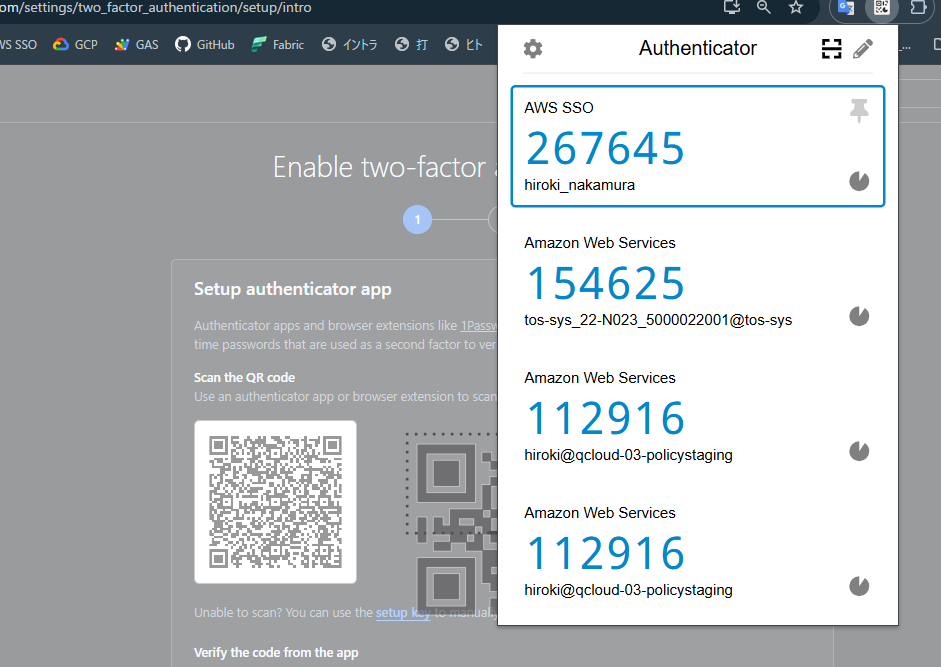 om/settings/two_factor_authentication/setup/intro
WS SSO
GCP
GAS
GitHub
Fabric
イントラ
打
ヒト
Enable two-factor
1
Setup authenticator app
Authenticator apps and browser extensions like 1Passw
time passwords that are used as a second factor to ver
Scan the QR code
Use an authenticator app or browser extension to scan
Unable to scan? You can use the setup key to manual
Verify the code from the app
Authenticator
AWS SSO
267645
hiroki_nakamura
Amazon Web Services
154625
tos-sys_22-N023_5000022001@tos-sys
Amazon Web Services
112916
hiroki@qcloud-03-policystaging
Amazon Web Services
112916
hiroki@qcloud-03-policystaging